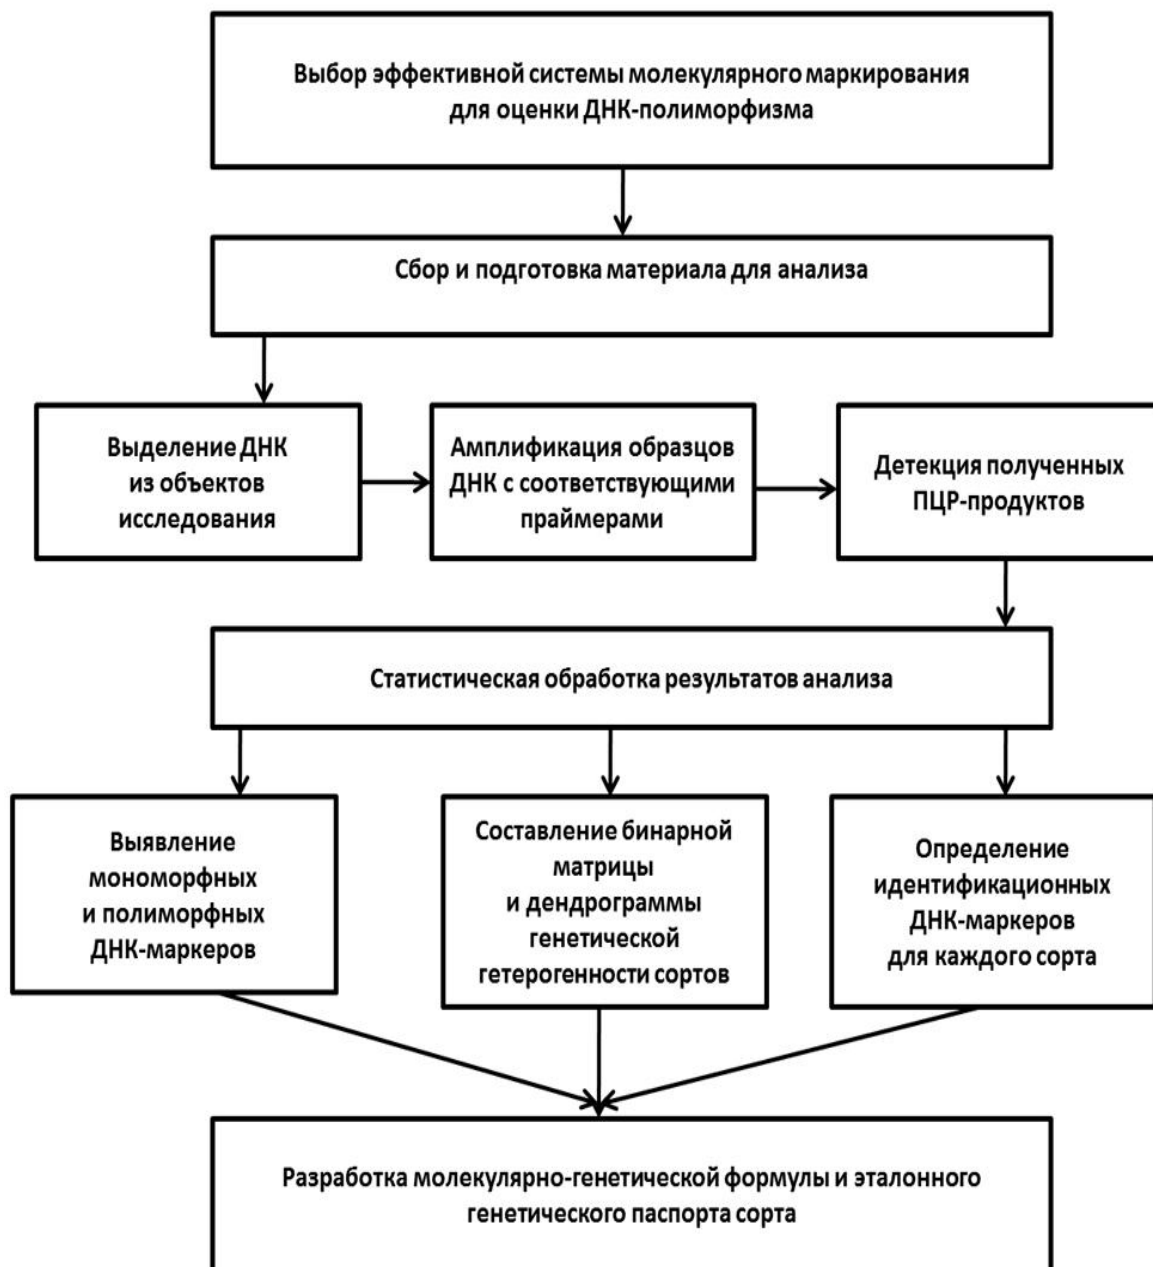 Выбор эффективной системы молекулярного маркирования
для оценки ДНК-полиморфизма
Сбор и подготовка материала для анализа
Выделение ДНК
из объектов
исследования
Амплификация образцов
ДНК с соответствующими
праймерами
Детекция полученных
ПЦР-продуктов
Статистическая обработка результатов анализа
Выявление
мономорфных
и полиморфных
ДНК-маркеров
Составление бинарной
матрицы
и дендрограммы
генетической
гетерогенности сортов
Определение
идентификационных
ДНК-маркеров
для каждого сорта
Разработка молекулярно-генетической формулы и эталонного
генетического паспорта сорта